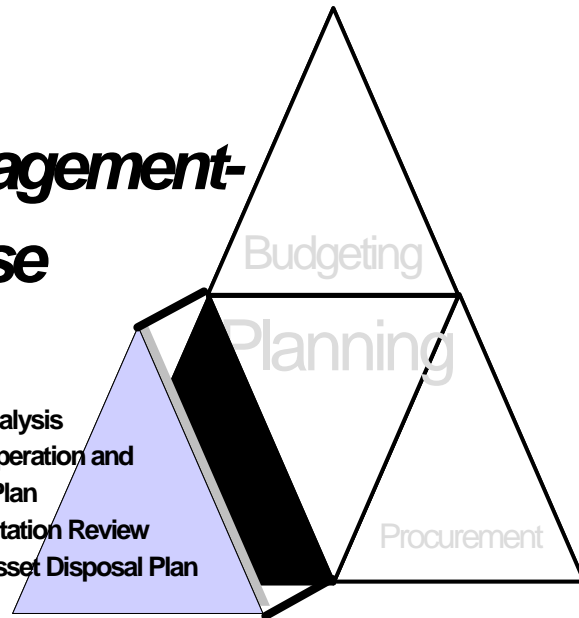 agement-
se
Budgeting
Planning
alysis
peration and
Plan
tation Review
sset Disposal Plan
Procurement